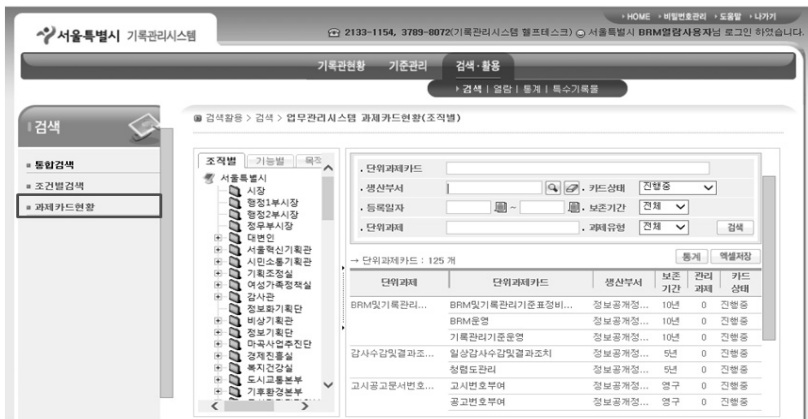 HOME 비밀번호관리 도움말 나가기
서울특별시 기록관리시스템
2133-1154, 3789-8072(기록관리시스템 헬프데스크) 서울특별시 BRM열람사용자님 로그인 하였습니다.
기록관현황 기준관리 검색·활용
검색 | 열람 | 통계 | 특수기록물
검색
통합검색
조건별검색
과제카드현황
검색활용 > 검색 > 업무관리시스템 과제카드현황(조직별)
조직별 기능별
서울특별시
시장
행정1부시장
행정2부시장
정무부시장
대변인
서울혁신기획관
시민소통기획관
기획조정실
여성가족정책실
감사관
정보화기획단
비상기획관
정보기획단
마곡사업추진단
경제진흥실
복지건강실
도시교통본부
기후환경본부
단위과제카드
생산부서 카드상태 진행중
등록일자 ~ 보존기간 전체
단위과제 과제유형 전체 검색
→ 단위과제카드 : 125 개 통계 엑셀저장
단위과제 단위과제카드 생산부서 보존기간 관리과제 카드상태
BRM및기록관리... BRM및기록관리기준표정비... 정보공개정... 10년 0 진행중
BRM운영 정보공개정... 10년 0 진행중
기록관리기준운영 정보공개정... 10년 0 진행중
감사수감및결과조... 일상감사수감및결과조치 정보공개정... 5년 0 진행중
청렴도관리 정보공개정... 5년 0 진행중
고시공고문서번호... 고시번호부여 정보공개정... 영구 0 진행중
공고번호부여 정보공개정... 영구 0 진행중